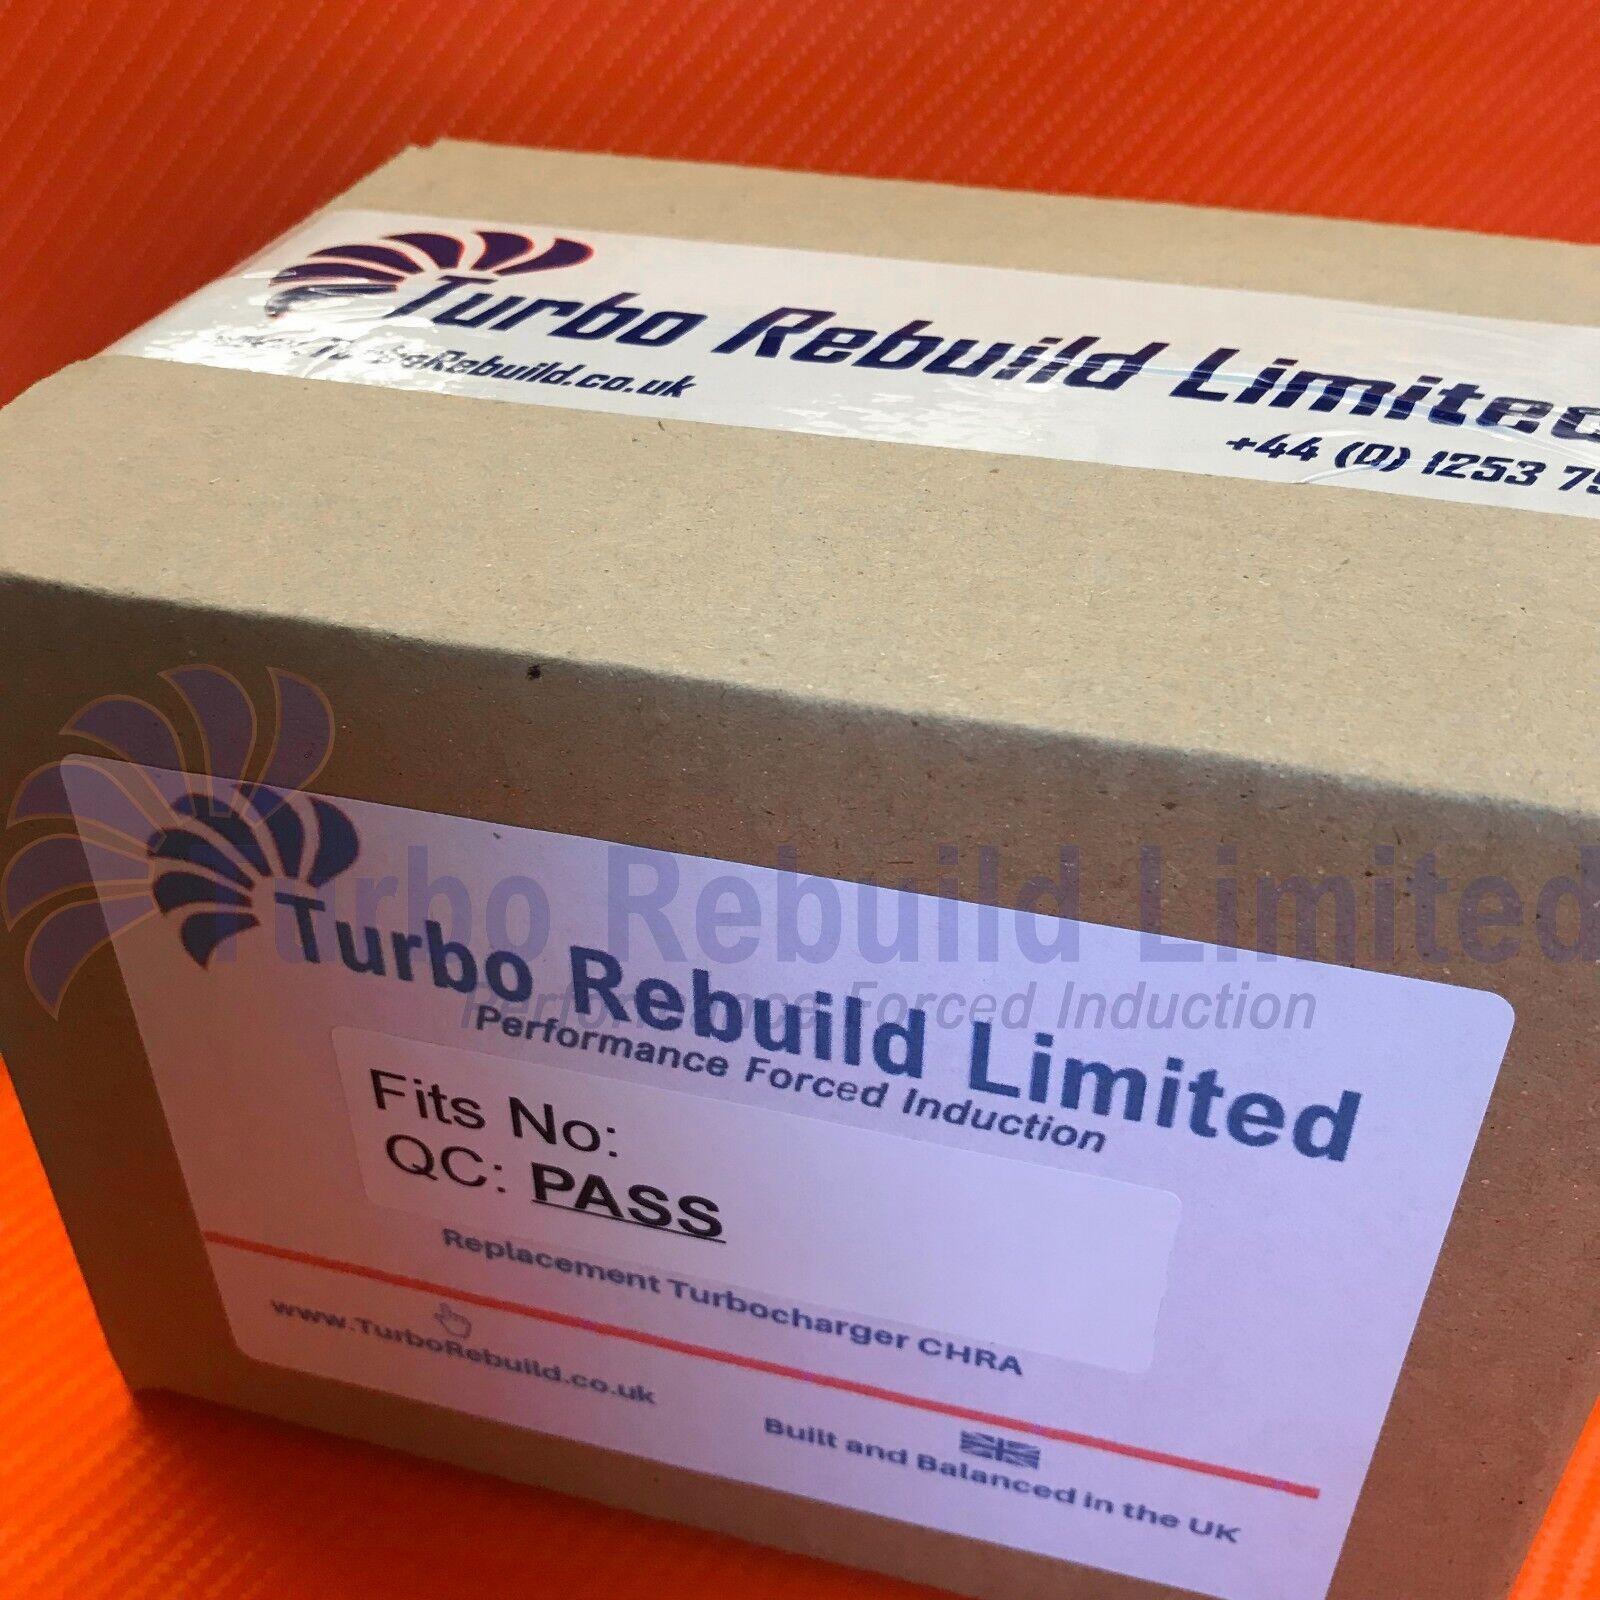 Turbo Rebuild Limited
TurboRebuild.co.uk
+44 (0) 1253
Turbo Rebuild Limited
Performance Forced Induction
Turbo Rebuild Limited
Performance Forced Induction
Fits No:
QC: PASS
Replacement Turbocharger CHRA
www.TurboRebuild.co.uk
Built and Balanced in the UK